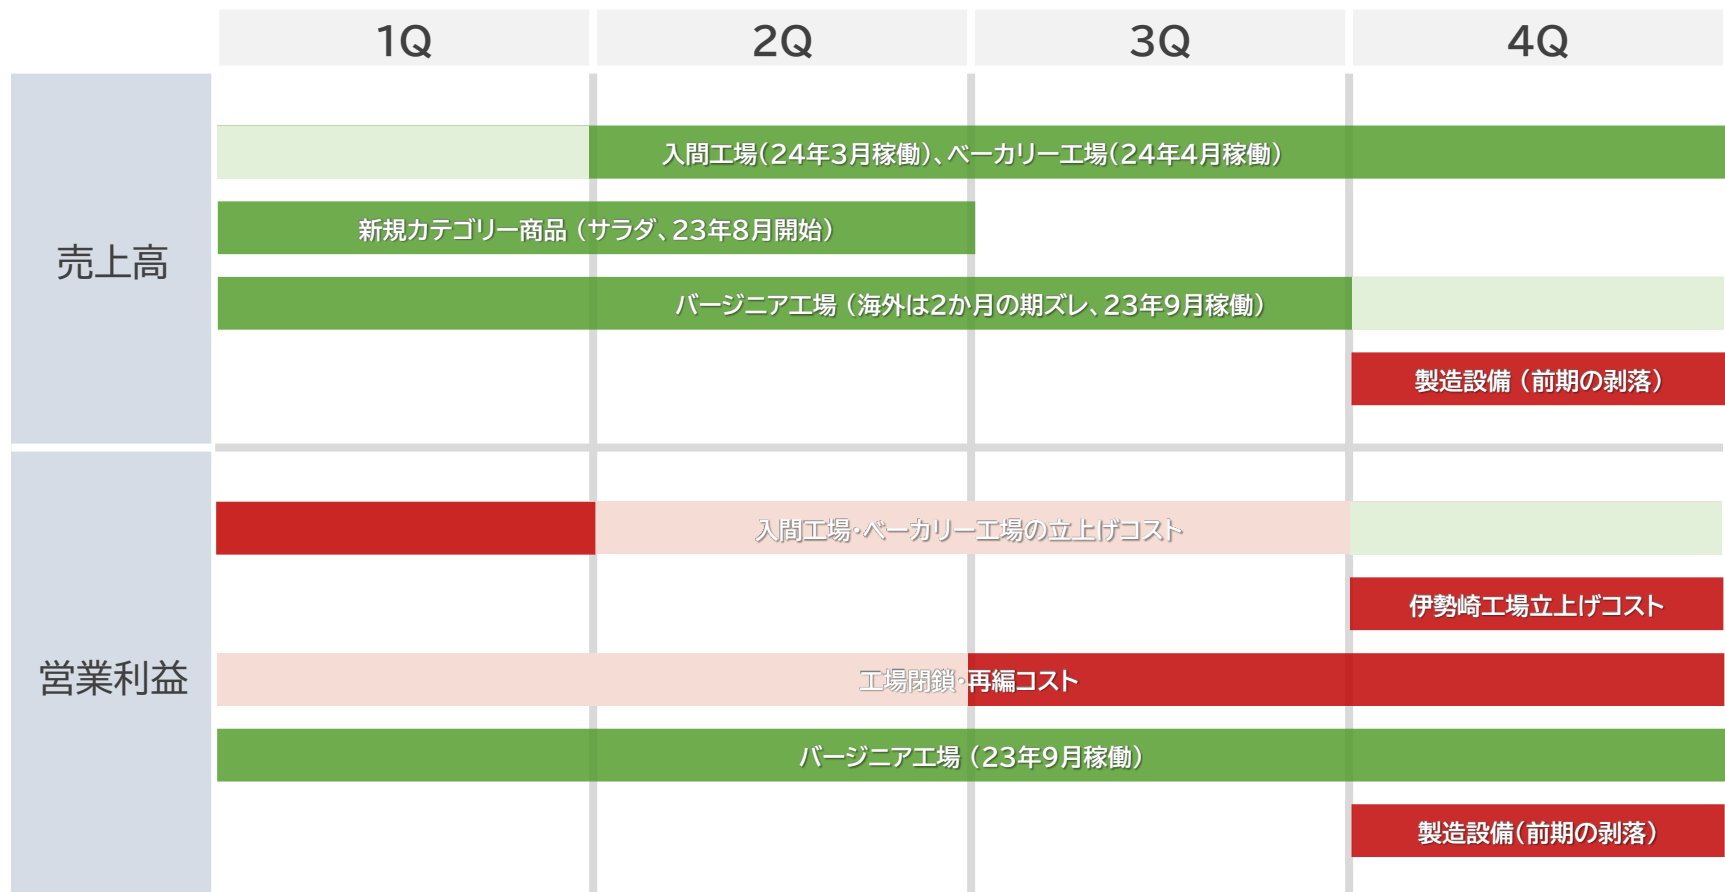 1Q
2Q
3Q
4Q
売上高
入間工場(24年3月稼働)、ベーカリー工場(24年4月稼働)
新規カテゴリー商品（サラダ、23年8月開始）
バージニア工場（海外は2か月の期ズレ、23年9月稼働）
製造設備（前期の剥落）
営業利益
入間工場・ベーカリー工場の立上げコスト
伊勢崎工場立上げコスト
工場閉鎖・再編コスト
バージニア工場（23年9月稼働）
製造設備(前期の剥落)